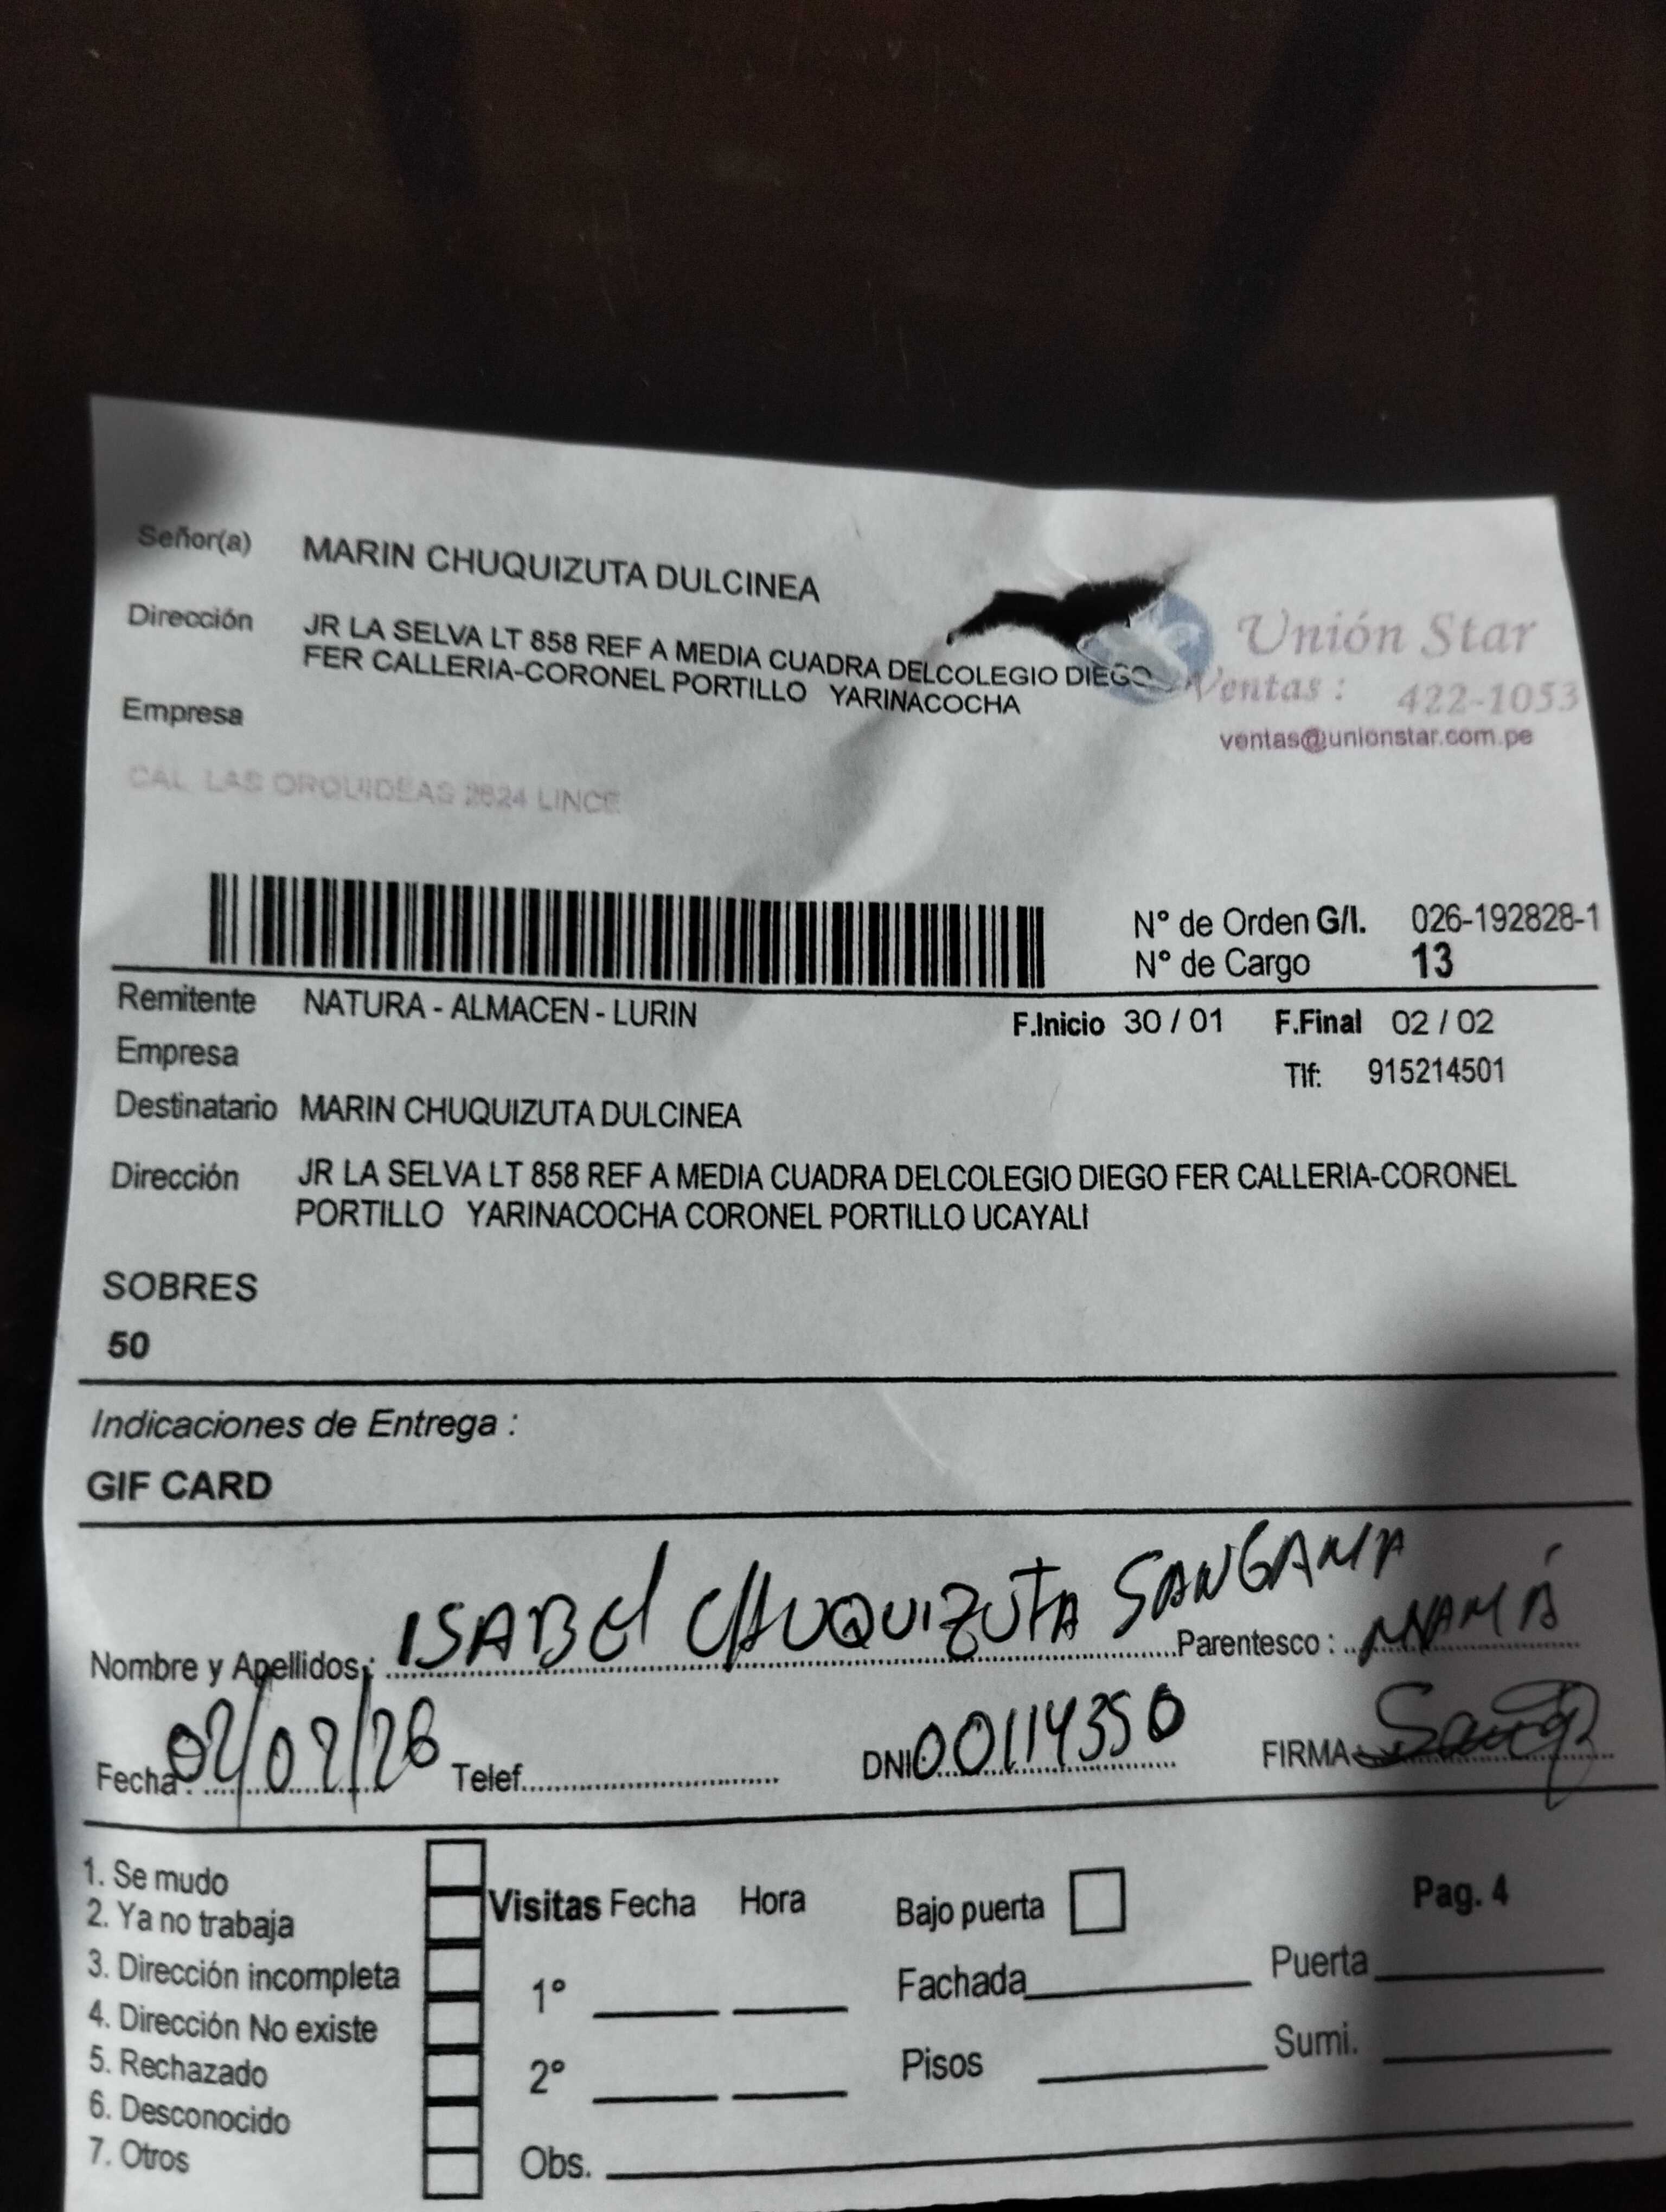 Señor(a) MARIN CHUQUIZUTA DULCINEA
Dirección JR LA SELVA LT 858 REF A MEDIA CUADRA DELCOLEGIO DIEGO
FER CALLERIA-CORONEL PORTILLO YARINACOCHA
Unión Star
Ventas : 422-1053
ventas@unionstar.com.pe
Empresa
CAL LAS ORQUIDEAS 2624 LINCE
Nº de Orden G/I. 026-192828-1
Nº de Cargo 13
Remitente NATURA - ALMACEN - LURIN
F.Inicio 30 / 01 F.Final 02 / 02
Empresa
Tlf: 915214501
Destinatario MARIN CHUQUIZUTA DULCINEA
Dirección JR LA SELVA LT 858 REF A MEDIA CUADRA DELCOLEGIO DIEGO FER CALLERIA-CORONEL
PORTILLO YARINACOCHA CORONEL PORTILLO UCAYALI
SOBRES
50
Indicaciones de Entrega :
GIF CARD
Nombre y Apellidos : ISABEL CHUQUIZUTA SANGAMA Parentesco : MAMÁ
Fecha : 02/02/26 Telef. DNI 00114350 FIRMA
1. Se mudo
2. Ya no trabaja
3. Dirección incompleta
4. Dirección No existe
5. Rechazado
6. Desconocido
7. Otros
Visitas Fecha Hora
1º
2º
Obs.
Bajo puerta
Fachada
Pisos
Pag. 4
Puerta
Sumi.